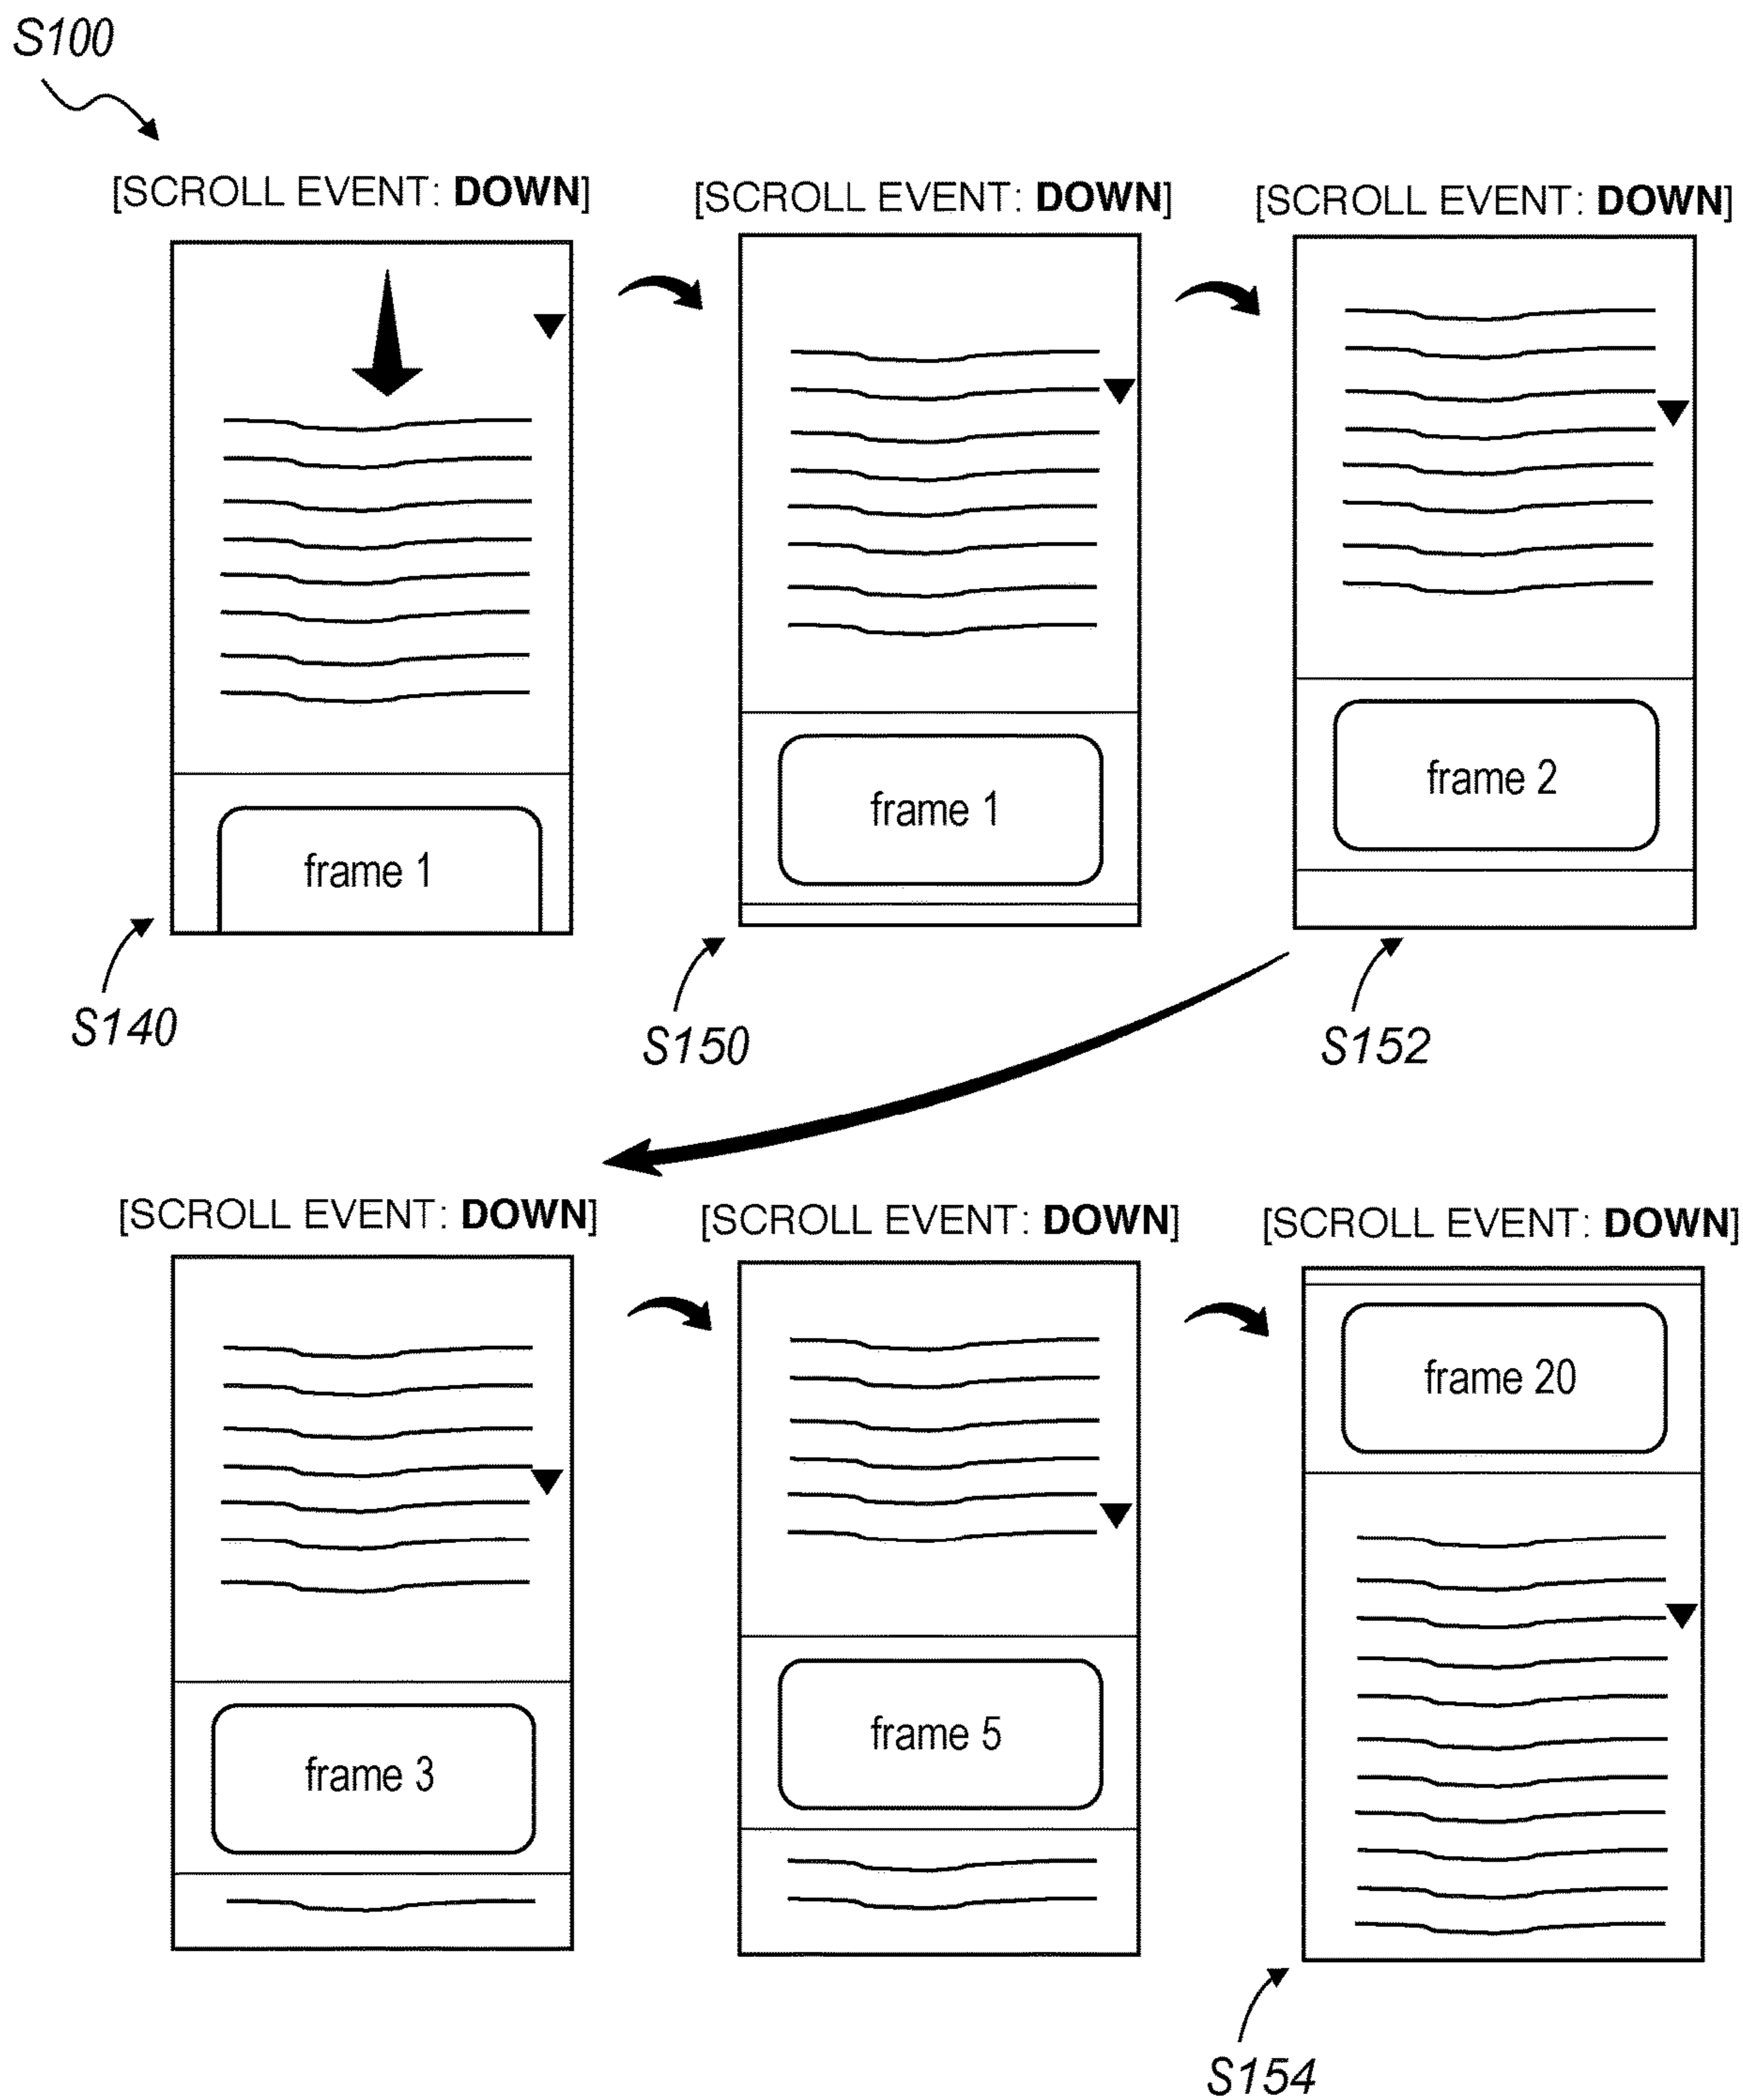 S100
[SCROLL EVENT: DOWN]
[SCROLL EVENT: DOWN]
[SCROLL EVENT: DOWN]
frame 1
frame 1
frame 2
S140
S150
S152
[SCROLL EVENT: DOWN]
[SCROLL EVENT: DOWN]
[SCROLL EVENT: DOWN]
frame 3
frame 5
frame 20
S154